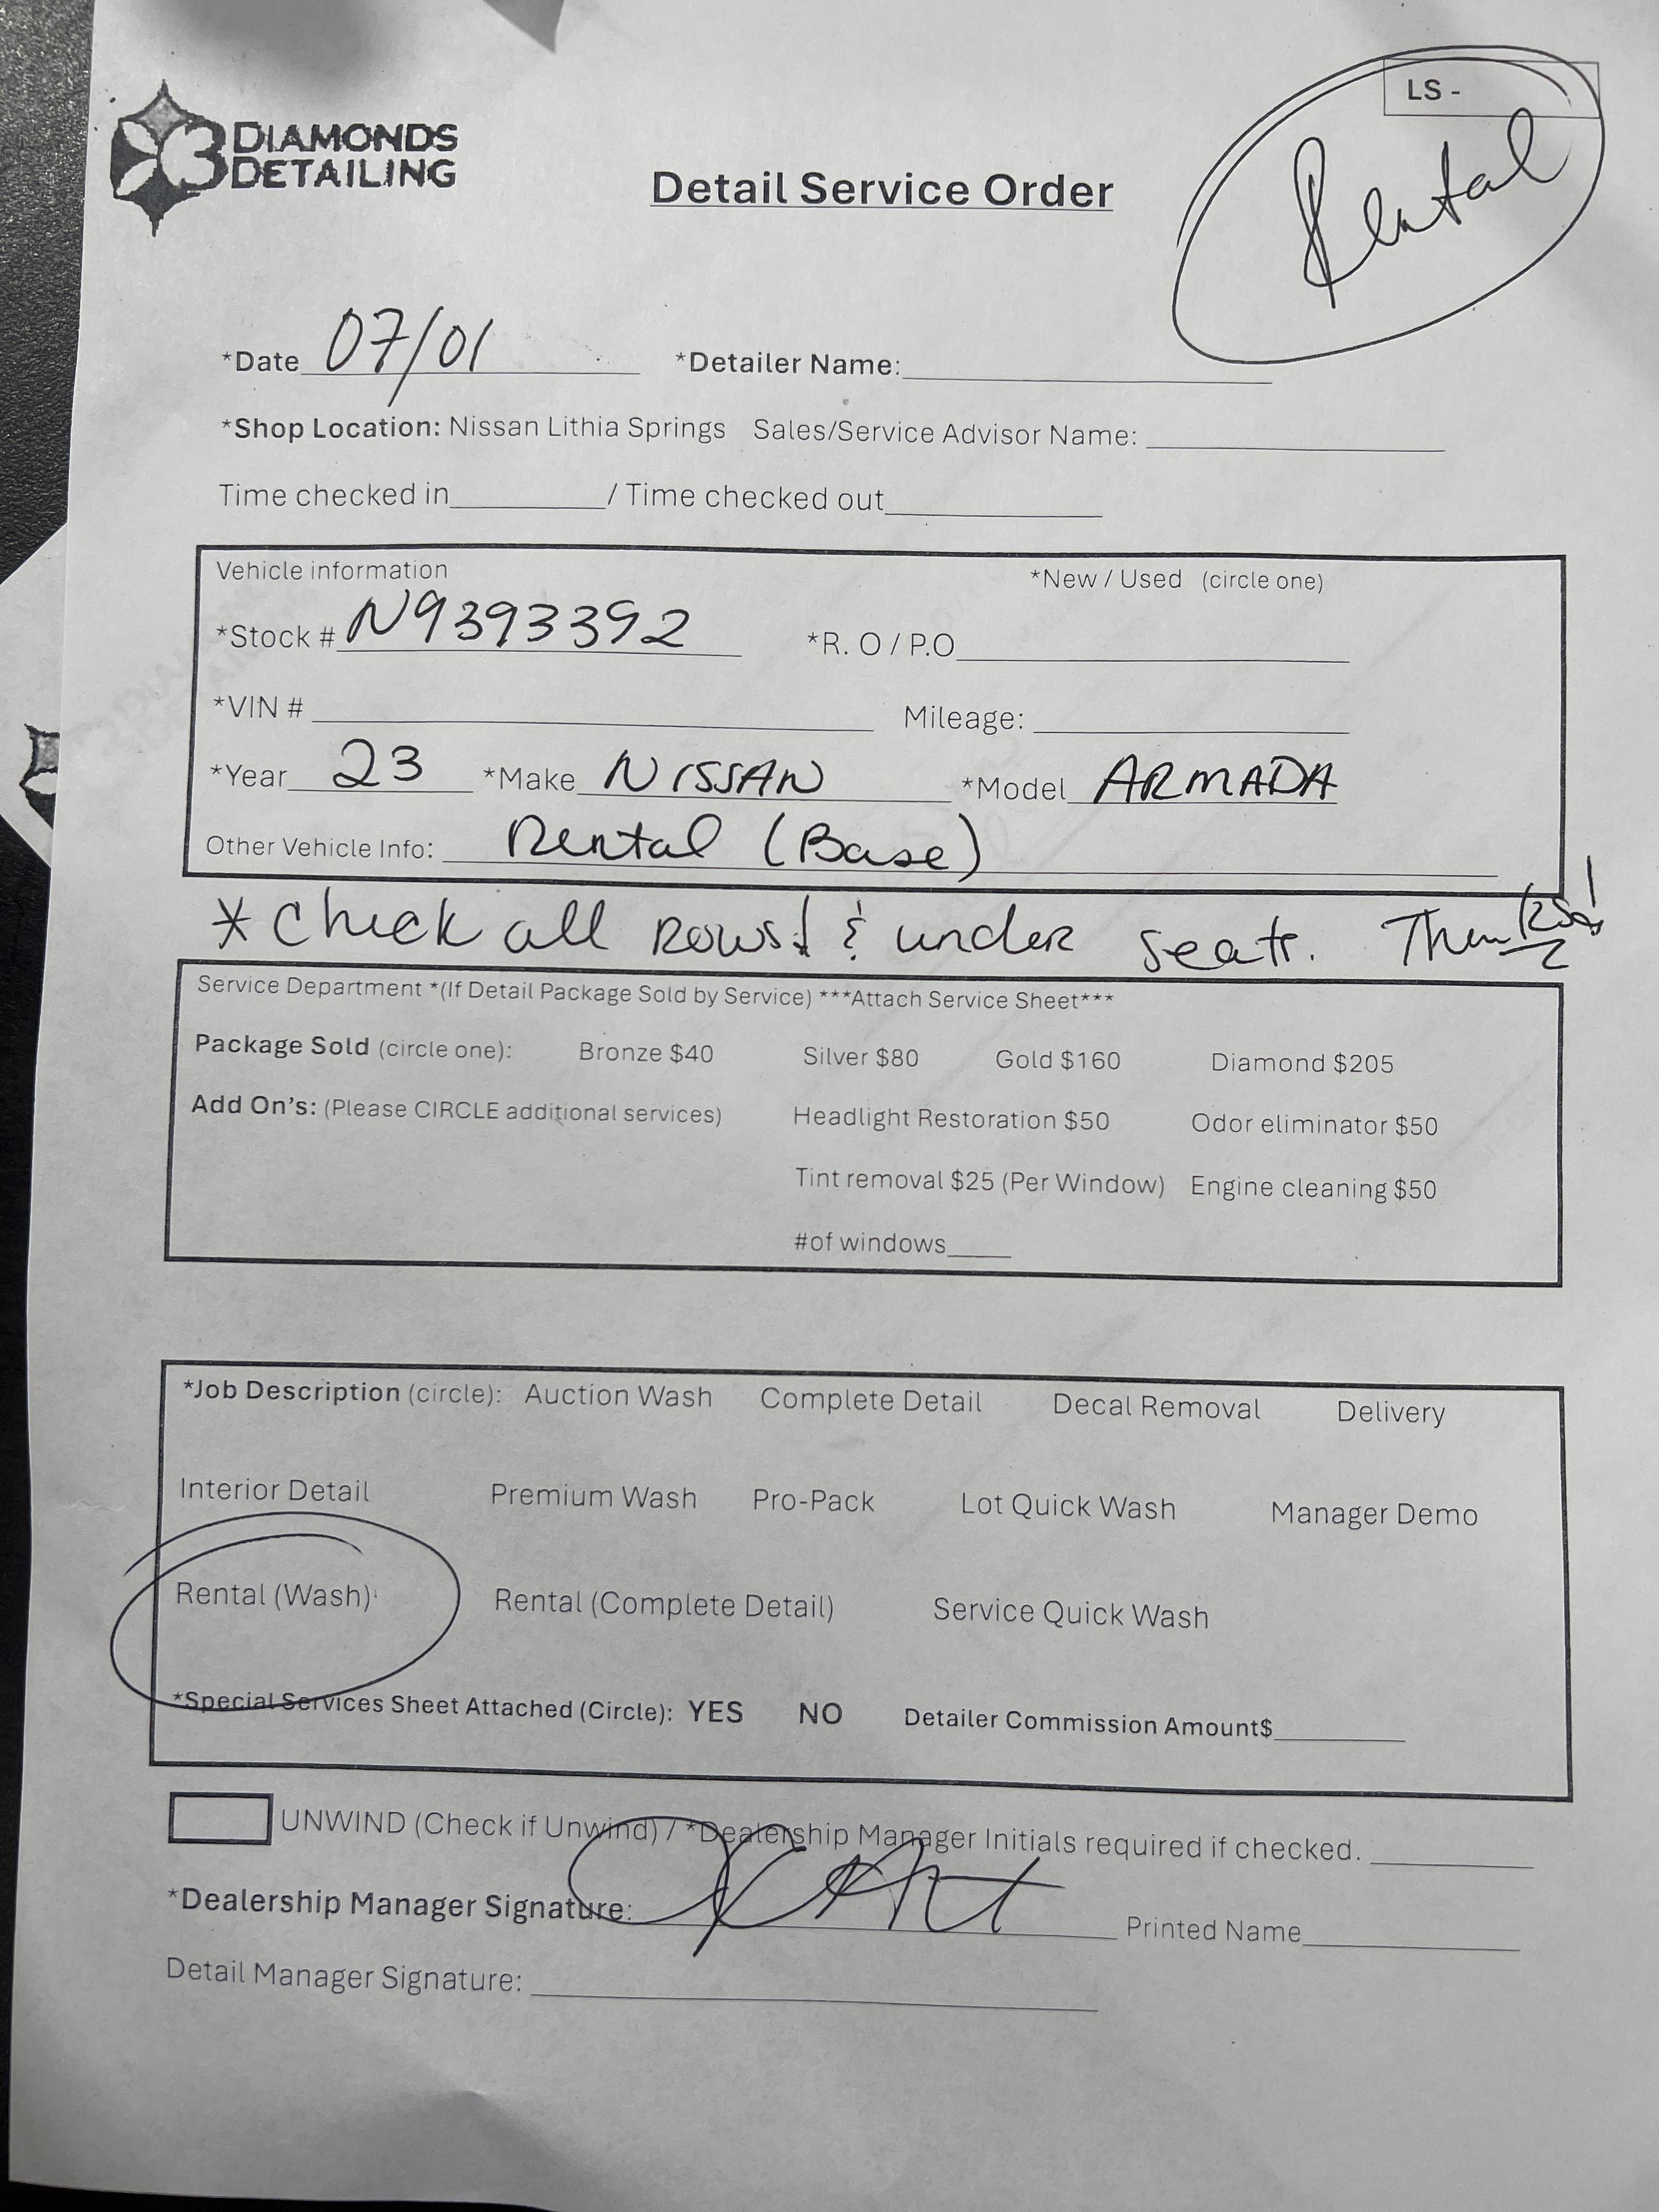 LS -
Rental
3 DIAMONDS
DETAILING
Detail Service Order
*Date 07/01 *Detailer Name:
*Shop Location: Nissan Lithia Springs Sales/Service Advisor Name:
Time checked in / Time checked out
Vehicle information *New / Used (circle one)
*Stock # N9393392 *R. O / P.O
*VIN # Mileage:
*Year 23 *Make NISSAN *Model ARMADA
Other Vehicle Info: Rental (Base)
* Check all rows! & under seats. Thanks!
Service Department *(If Detail Package Sold by Service) ***Attach Service Sheet***
Package Sold (circle one): Bronze $40 Silver $80 Gold $160 Diamond $205
Add On's: (Please CIRCLE additional services) Headlight Restoration $50 Odor eliminator $50
Tint removal $25 (Per Window) Engine cleaning $50
#of windows
*Job Description (circle): Auction Wash Complete Detail Decal Removal Delivery
Interior Detail Premium Wash Pro-Pack Lot Quick Wash Manager Demo
Rental (Wash) Rental (Complete Detail) Service Quick Wash
*Special Services Sheet Attached (Circle): YES NO Detailer Commission Amount$
UNWIND (Check if Unwind) / *Dealership Manager Initials required if checked.
*Dealership Manager Signature: Printed Name
Detail Manager Signature: